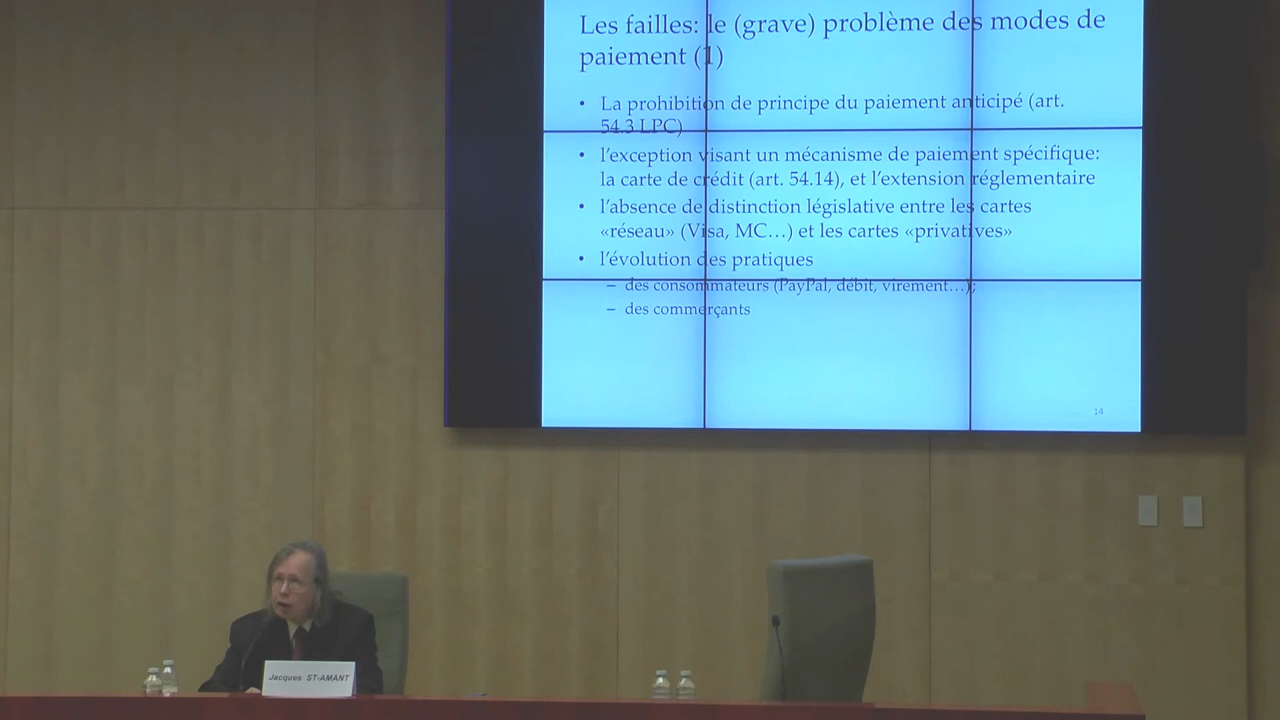 Les failles: le (grave) problème des modes de
paiement (1)
• La prohibition de principe du paiement anticipé (art.
54.3 LPC)
• l'exception visant un mécanisme de paiement spécifique:
la carte de crédit (art. 54.14), et l'extension réglementaire
• l'absence de distinction législative entre les cartes
«réseau» (Visa, MC…) et les cartes «privatives»
• l'évolution des pratiques
– des consommateurs (PayPal, débit, virement…);
– des commerçants
14
Jacques ST-AMANT